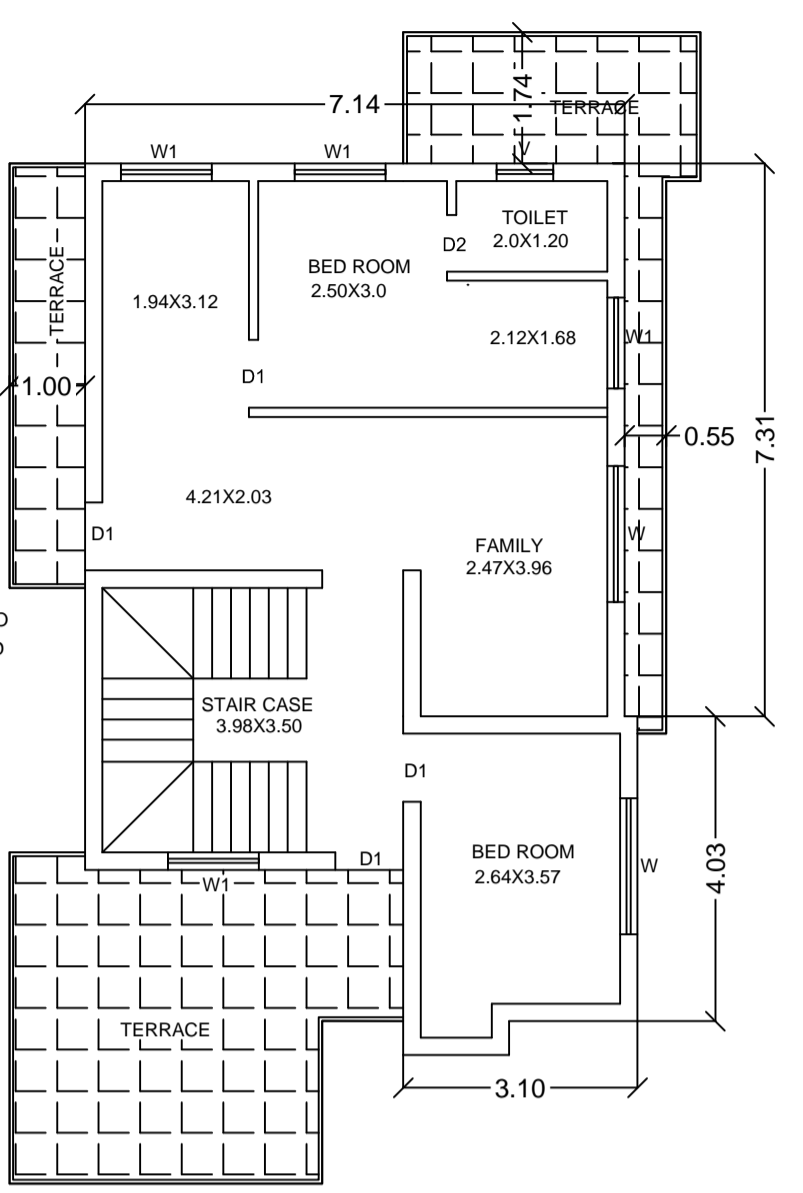 1.74
7.14
TERRACE
W1
W1
V
TOILET
2.0X1.20
D2
BED ROOM
2.50X3.0
TERRACE
1.94X3.12
2.12X1.68
W1
D1
1.00
0.55
7.31
4.21X2.03
D1
FAMILY
2.47X3.96
W
STAIR CASE
3.98X3.50
D1
BED ROOM
2.64X3.57
W
4.03
D1
W1
TERRACE
3.10